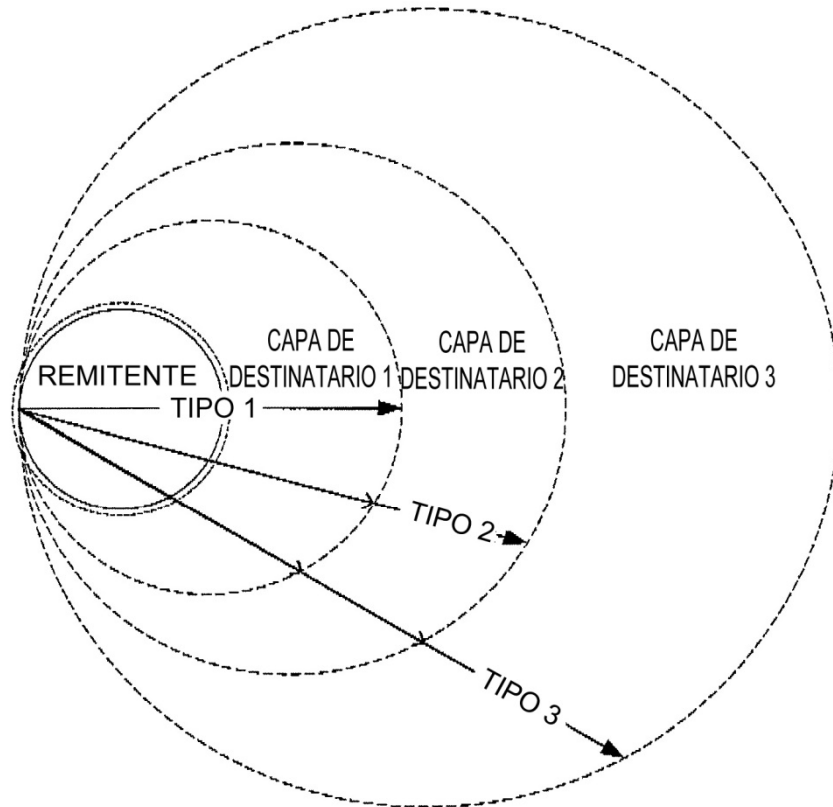 CAPA DE
DESTINATARIO 1
CAPA DE
DESTINATARIO 2
CAPA DE
DESTINATARIO 3
REMITENTE
TIPO 1
TIPO 2
TIPO 3